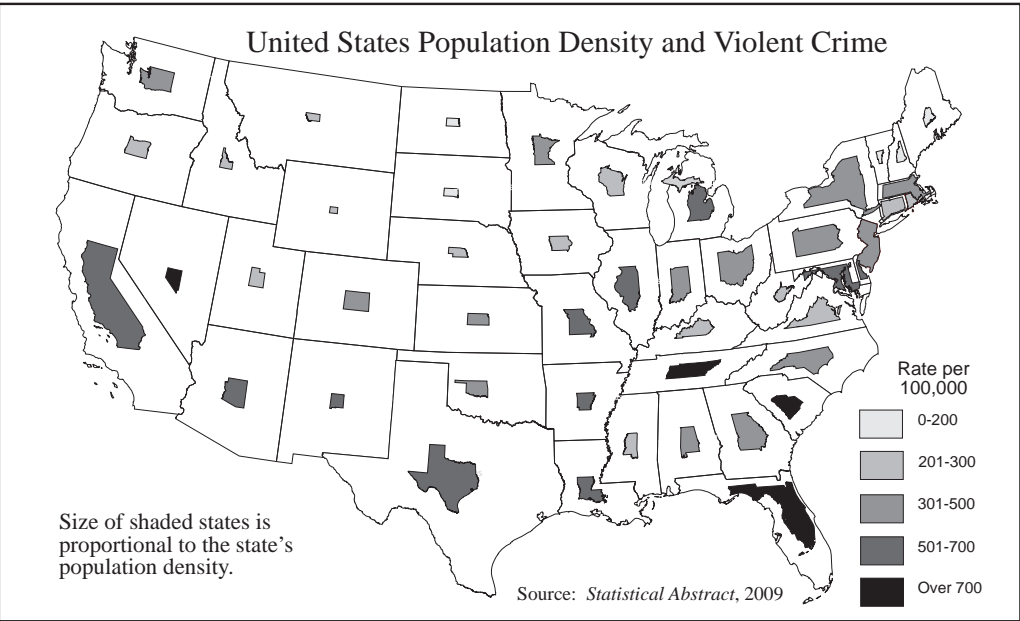 United States Population Density and Violent Crime
Rate per
100,000
0-200
201-300
301-500
501-700
Over 700
Size of shaded states is
proportional to the state's
population density.
Source: Statistical Abstract, 2009